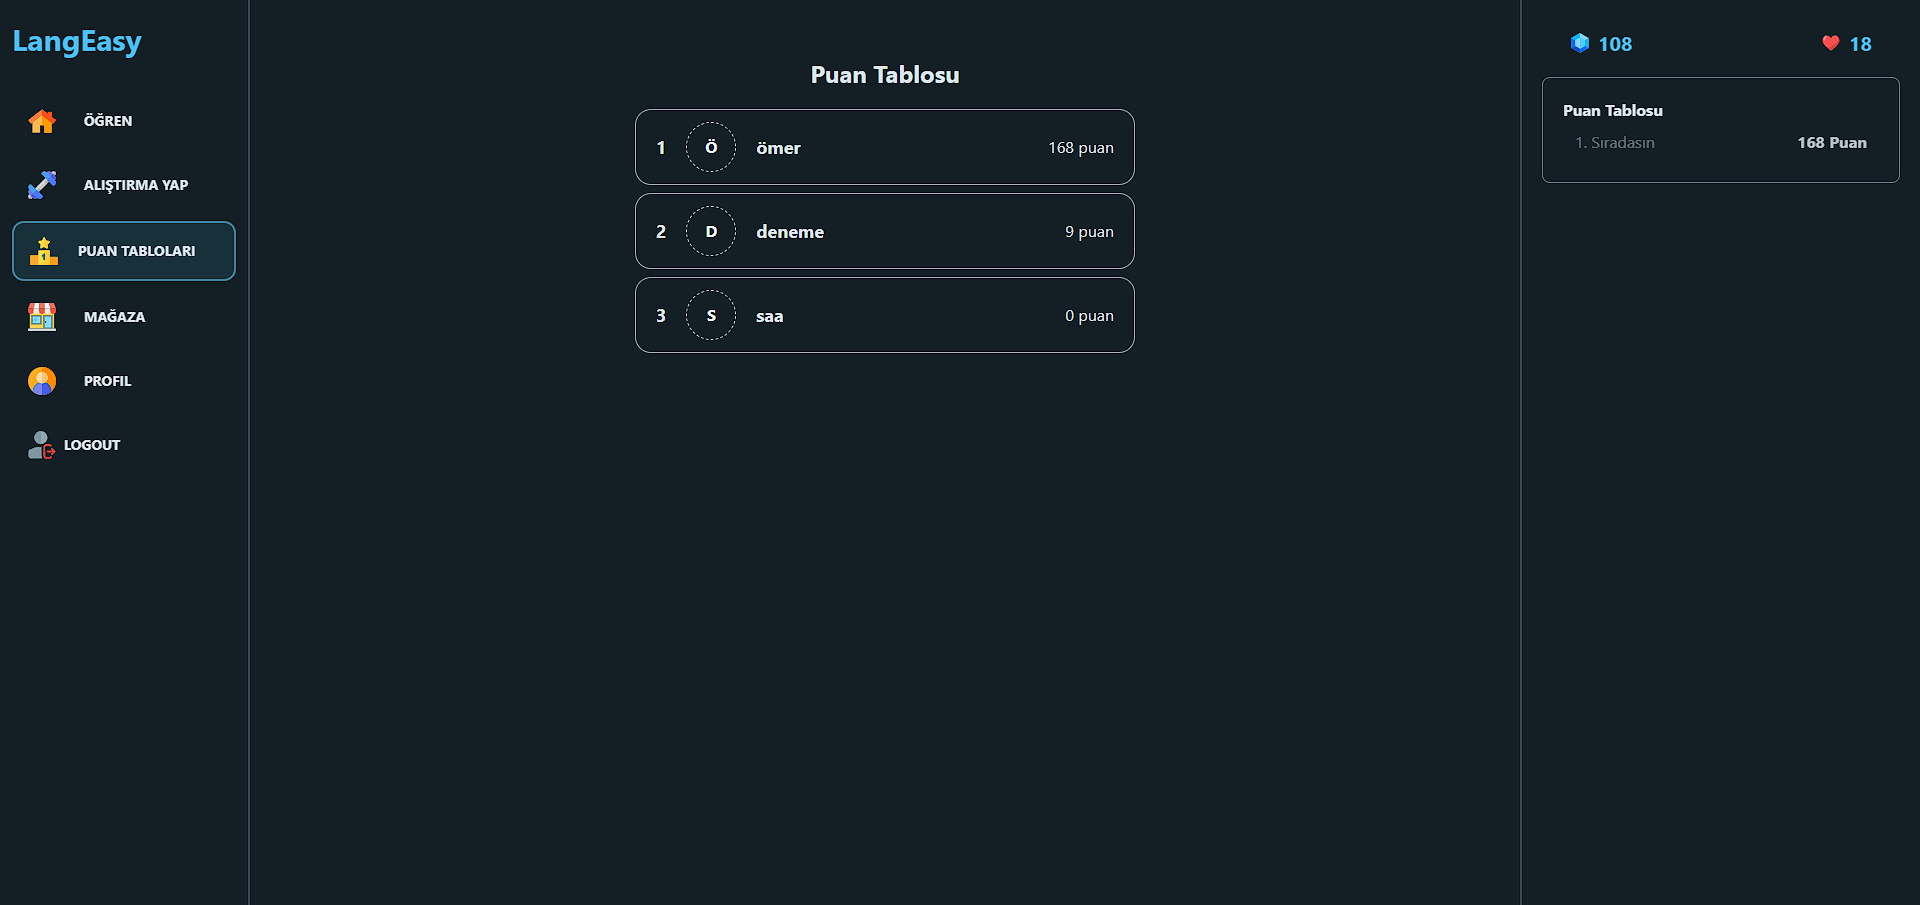 LangEasy
ÖĞREN
ALIŞTIRMA YAP
1
PUAN TABLOLARI
MAĞAZA
PROFIL
LOGOUT
Puan Tablosu
1 Ö ömer 168 puan
2 D deneme 9 puan
3 S saa 0 puan
108 18
Puan Tablosu
1. Sıradasın 168 Puan